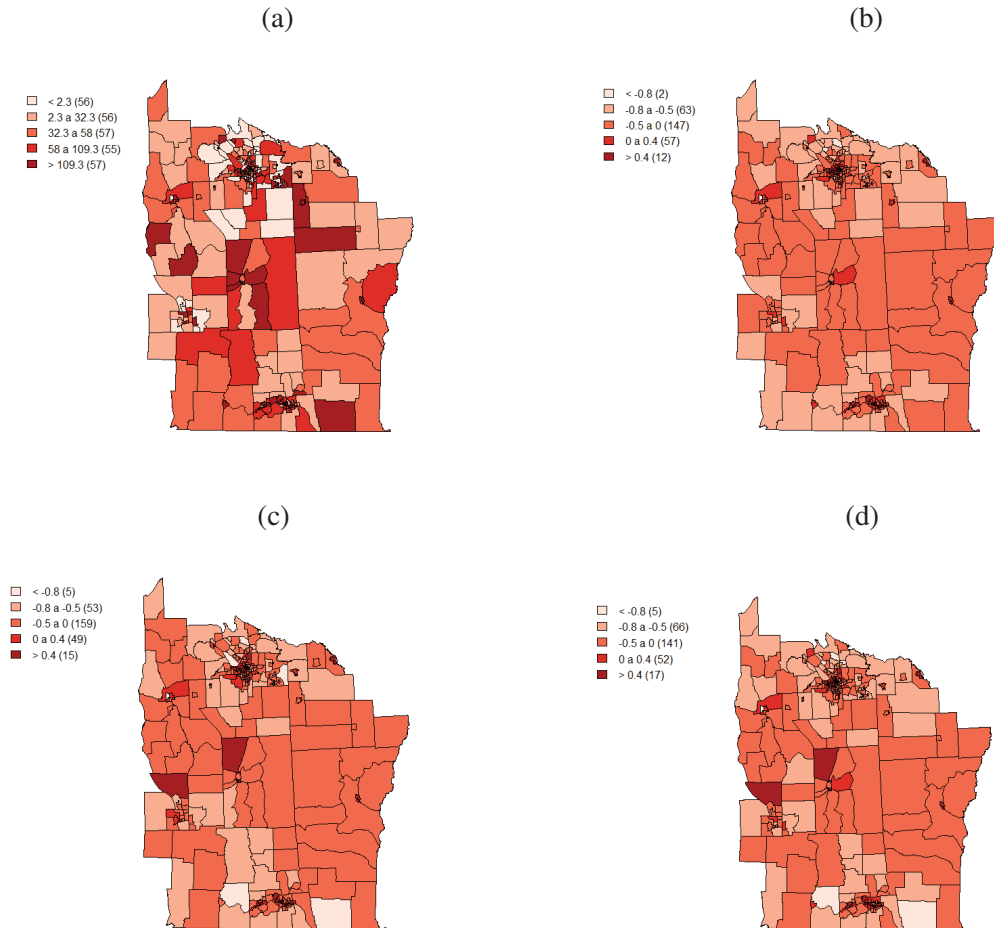 (a)
(b)
< 2.3 (56)
2.3 a 32.3 (56)
32.3 a 58 (57)
58 a 109.3 (55)
> 109.3 (57)
< -0.8 (2)
-0.8 a -0.5 (63)
-0.5 a 0 (147)
0 a 0.4 (57)
> 0.4 (12)
(c)
(d)
< -0.8 (5)
-0.8 a -0.5 (53)
-0.5 a 0 (159)
0 a 0.4 (49)
> 0.4 (15)
< -0.8 (5)
-0.8 a -0.5 (66)
-0.5 a 0 (141)
0 a 0.4 (52)
> 0.4 (17)